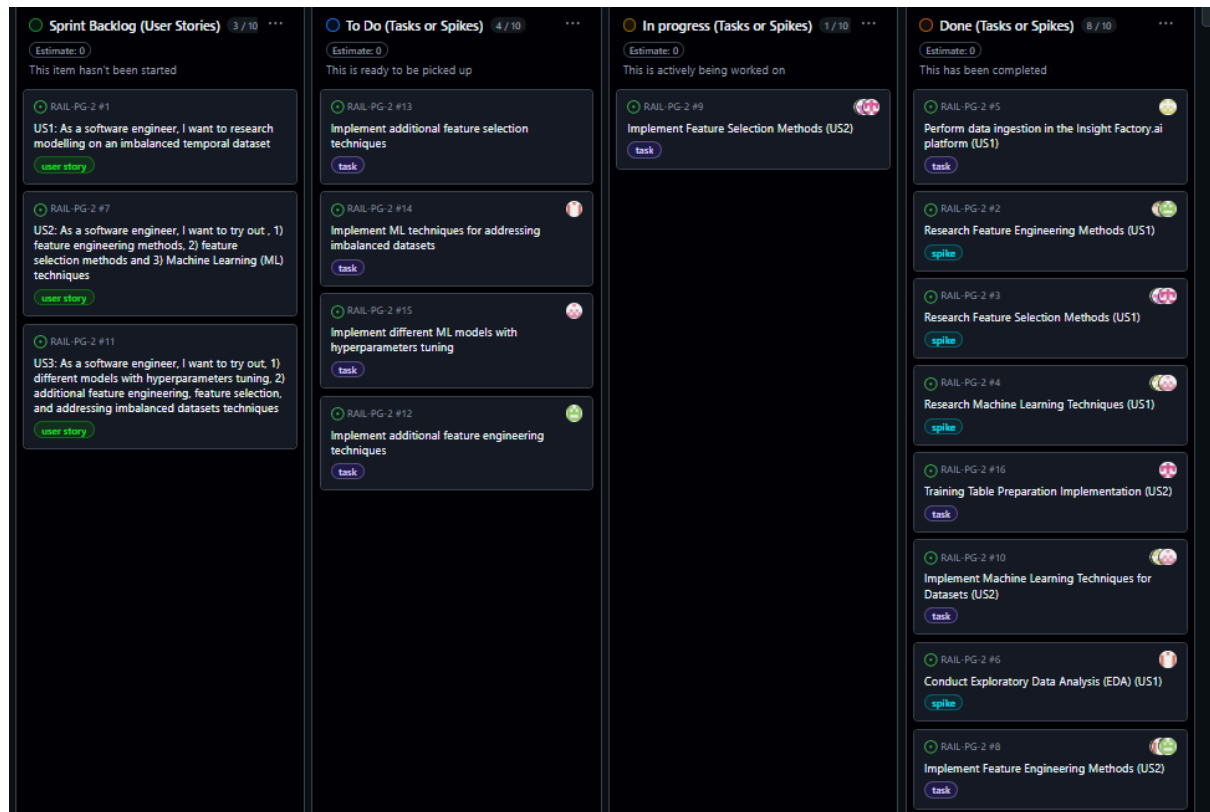 Sprint Backlog (User Stories) 3 / 10 ...
Estimate: 0
This item hasn't been started
RAIL-PG-2 #1
US1: As a software engineer, I want to research
modelling on an imbalanced temporal dataset
user story
RAIL-PG-2 #7
US2: As a software engineer, I want to try out , 1)
feature engineering methods, 2) feature
selection methods and 3) Machine Learning (ML)
techniques
user story
RAIL-PG-2 #11
US3: As a software engineer, I want to try out, 1)
different models with hyperparameters tuning, 2)
additional feature engineering, feature selection,
and addressing imbalanced datasets techniques
user story
To Do (Tasks or Spikes) 4 / 10 ...
Estimate: 0
This is ready to be picked up
RAIL-PG-2 #13
Implement additional feature selection
techniques
task
RAIL-PG-2 #14
Implement ML techniques for addressing
imbalanced datasets
task
RAIL-PG-2 #15
Implement different ML models with
hyperparameters tuning
task
RAIL-PG-2 #12
Implement additional feature engineering
techniques
task
In progress (Tasks or Spikes) 1 / 10 ...
Estimate: 0
This is actively being worked on
RAIL-PG-2 #9
Implement Feature Selection Methods (US2)
task
Done (Tasks or Spikes) 8 / 10 ...
Estimate: 0
This has been completed
RAIL-PG-2 #5
Perform data ingestion in the Insight Factory.ai
platform (US1)
task
RAIL-PG-2 #2
Research Feature Engineering Methods (US1)
spike
RAIL-PG-2 #3
Research Feature Selection Methods (US1)
spike
RAIL-PG-2 #4
Research Machine Learning Techniques (US1)
spike
RAIL-PG-2 #16
Training Table Preparation Implementation (US2)
task
RAIL-PG-2 #10
Implement Machine Learning Techniques for
Datasets (US2)
task
RAIL-PG-2 #6
Conduct Exploratory Data Analysis (EDA) (US1)
spike
RAIL-PG-2 #8
Implement Feature Engineering Methods (US2)
task